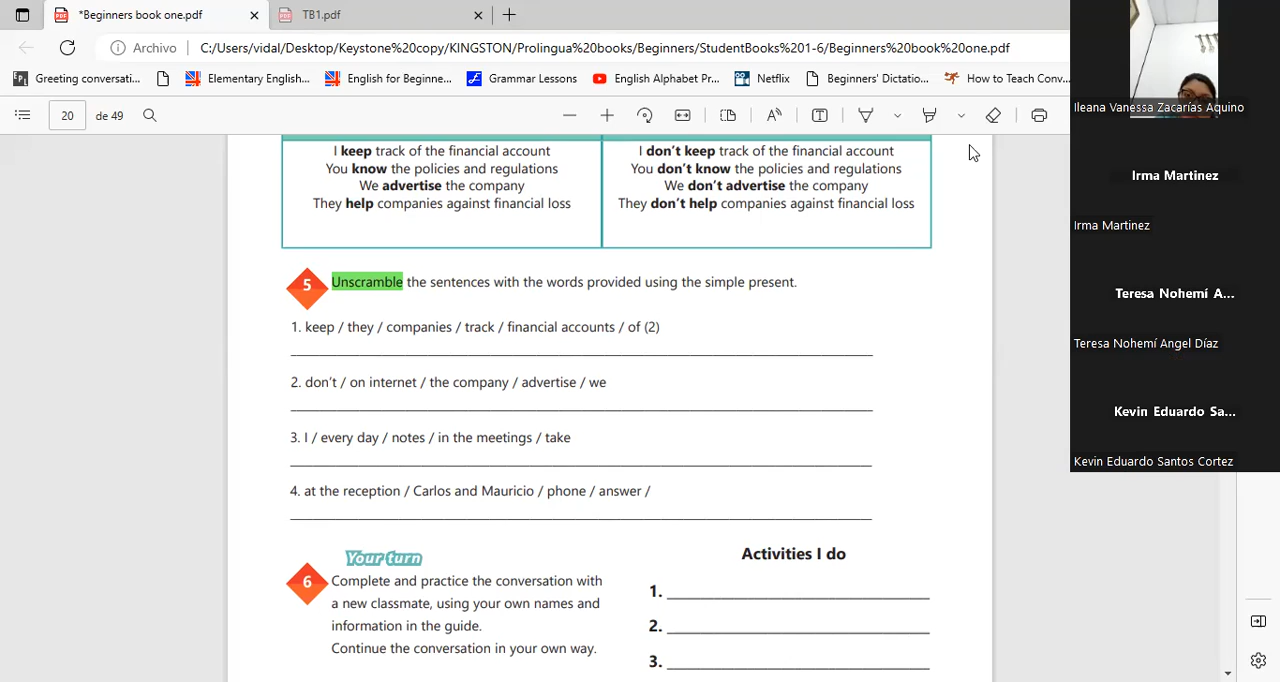 *Beginners book one.pdf
TB1.pdf
Archivo
C:/Users/vidal/Desktop/Keystone%20copy/KINGSTON/Prolingua%20books/Beginners/StudentBooks%201-6/Beginners%20book%20one.pdf
Greeting conversati...
Elementary English...
English for Beginne...
Grammar Lessons
English Alphabet Pr...
Netflix
Beginners' Dictatio...
How to Teach Conv...
20 de 49
I keep track of the financial account
You know the policies and regulations
We advertise the company
They help companies against financial loss
I don't keep track of the financial account
You don't know the policies and regulations
We don't advertise the company
They don't help companies against financial loss
5 Unscramble the sentences with the words provided using the simple present.
1. keep / they / companies / track / financial accounts / of (2)
2. don't / on internet / the company / advertise / we
3. I / every day / notes / in the meetings / take
4. at the reception / Carlos and Mauricio / phone / answer /
Your turn
6 Complete and practice the conversation with
a new classmate, using your own names and
information in the guide.
Continue the conversation in your own way.
Activities I do
1.
2.
3.
Ileana Vanessa Zacarías Aquino
Irma Martinez
Irma Martinez
Teresa Nohemí A...
Teresa Nohemí Angel Díaz
Kevin Eduardo Sa...
Kevin Eduardo Santos Cortez